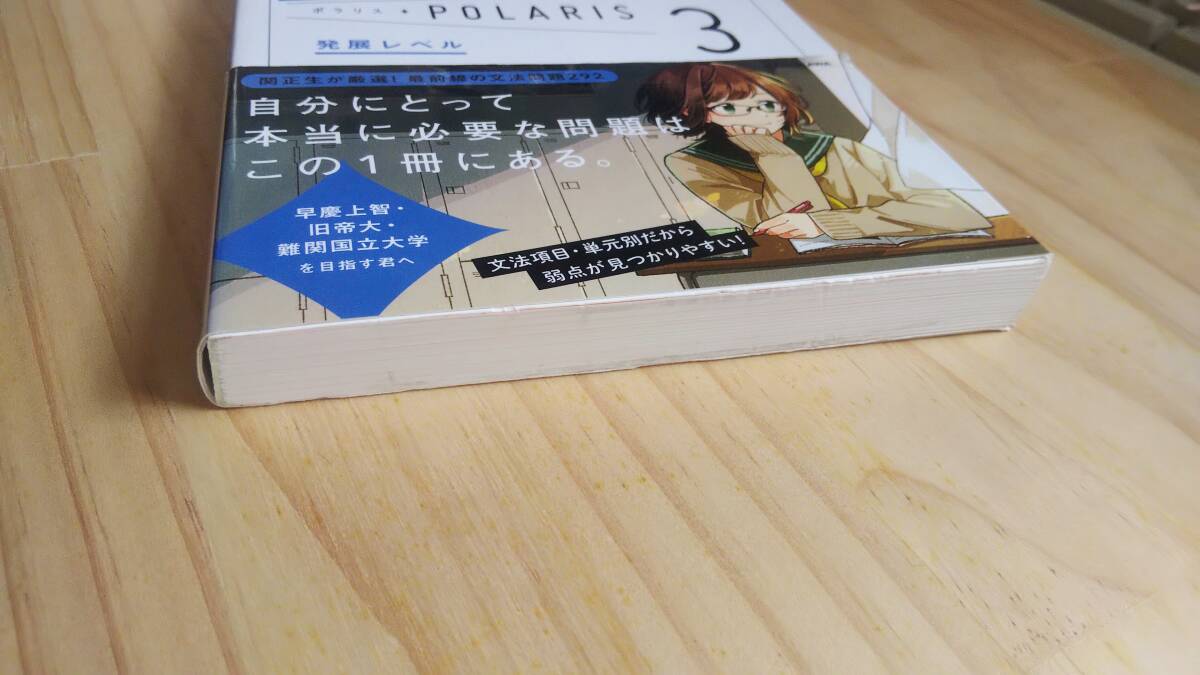 ポラリス・POLARIS 3
発展レベル
関正生が厳選!最前線の文法問題292
自分にとって
本当に必要な問題は
この1冊にある。
早慶上智・
旧帝大・
難関国立大学
を目指す君へ
文法項目・単元別だから
弱点が見つかりやすい!